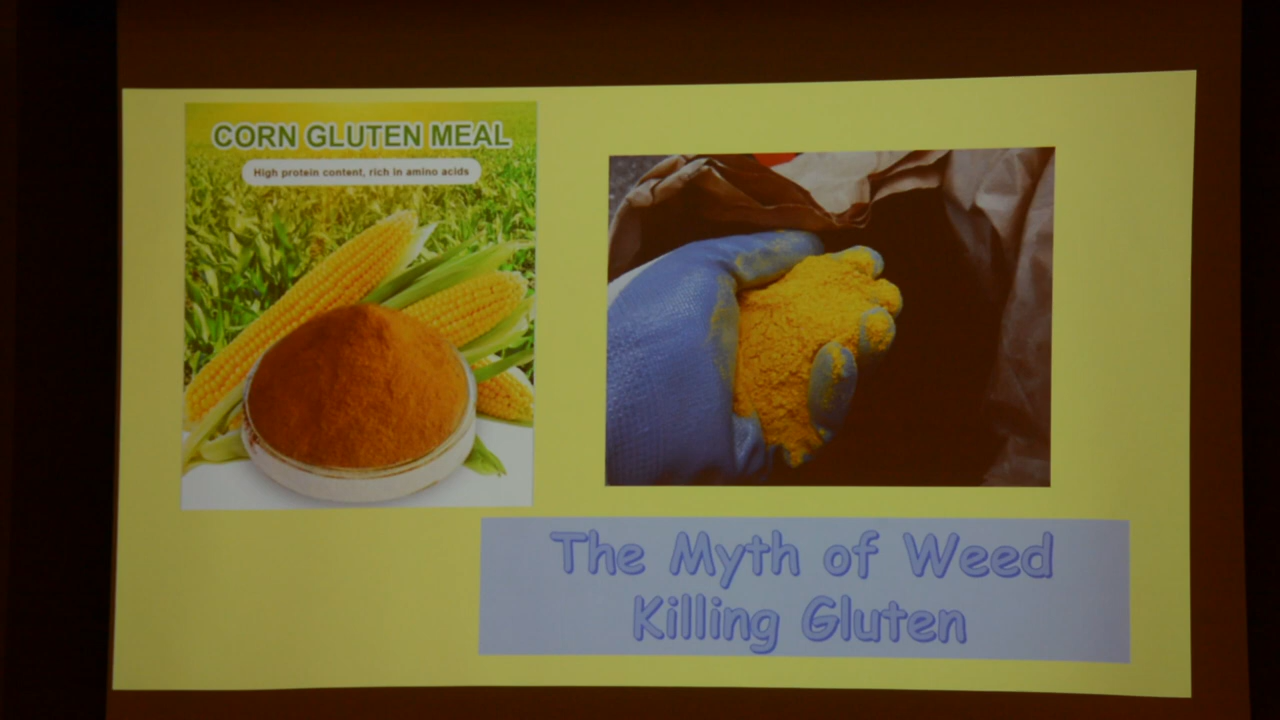 CORN GLUTEN MEAL
High protein content, rich in amino acids
The Myth of Weed
Killing Gluten